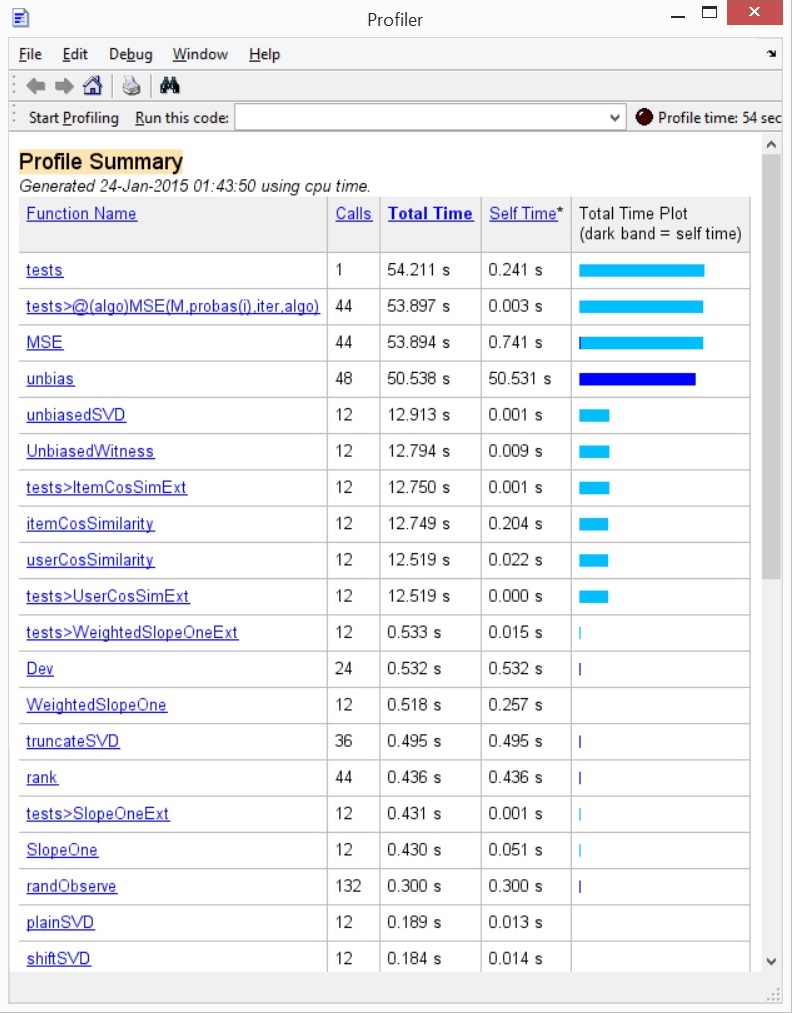 Profiler
File Edit Debug Window Help
Start Profiling Run this code: Profile time: 54 sec
Profile Summary
Generated 24-Jan-2015 01:43:50 using cpu time.
Function Name Calls Total Time Self Time* Total Time Plot
(dark band = self time)
tests 1 54.211 s 0.241 s
tests>@(algo)MSE(M,probas(i),iter,algo) 44 53.897 s 0.003 s
MSE 44 53.894 s 0.741 s
unbias 48 50.538 s 50.531 s
unbiasedSVD 12 12.913 s 0.001 s
UnbiasedWitness 12 12.794 s 0.009 s
tests>ItemCosSimExt 12 12.750 s 0.001 s
itemCosSimilarity 12 12.749 s 0.204 s
userCosSimilarity 12 12.519 s 0.022 s
tests>UserCosSimExt 12 12.519 s 0.000 s
tests>WeightedSlopeOneExt 12 0.533 s 0.015 s
Dev 24 0.532 s 0.532 s
WeightedSlopeOne 12 0.518 s 0.257 s
truncateSVD 36 0.495 s 0.495 s
rank 44 0.436 s 0.436 s
tests>SlopeOneExt 12 0.431 s 0.001 s
SlopeOne 12 0.430 s 0.051 s
randObserve 132 0.300 s 0.300 s
plainSVD 12 0.189 s 0.013 s
shiftSVD 12 0.184 s 0.014 s